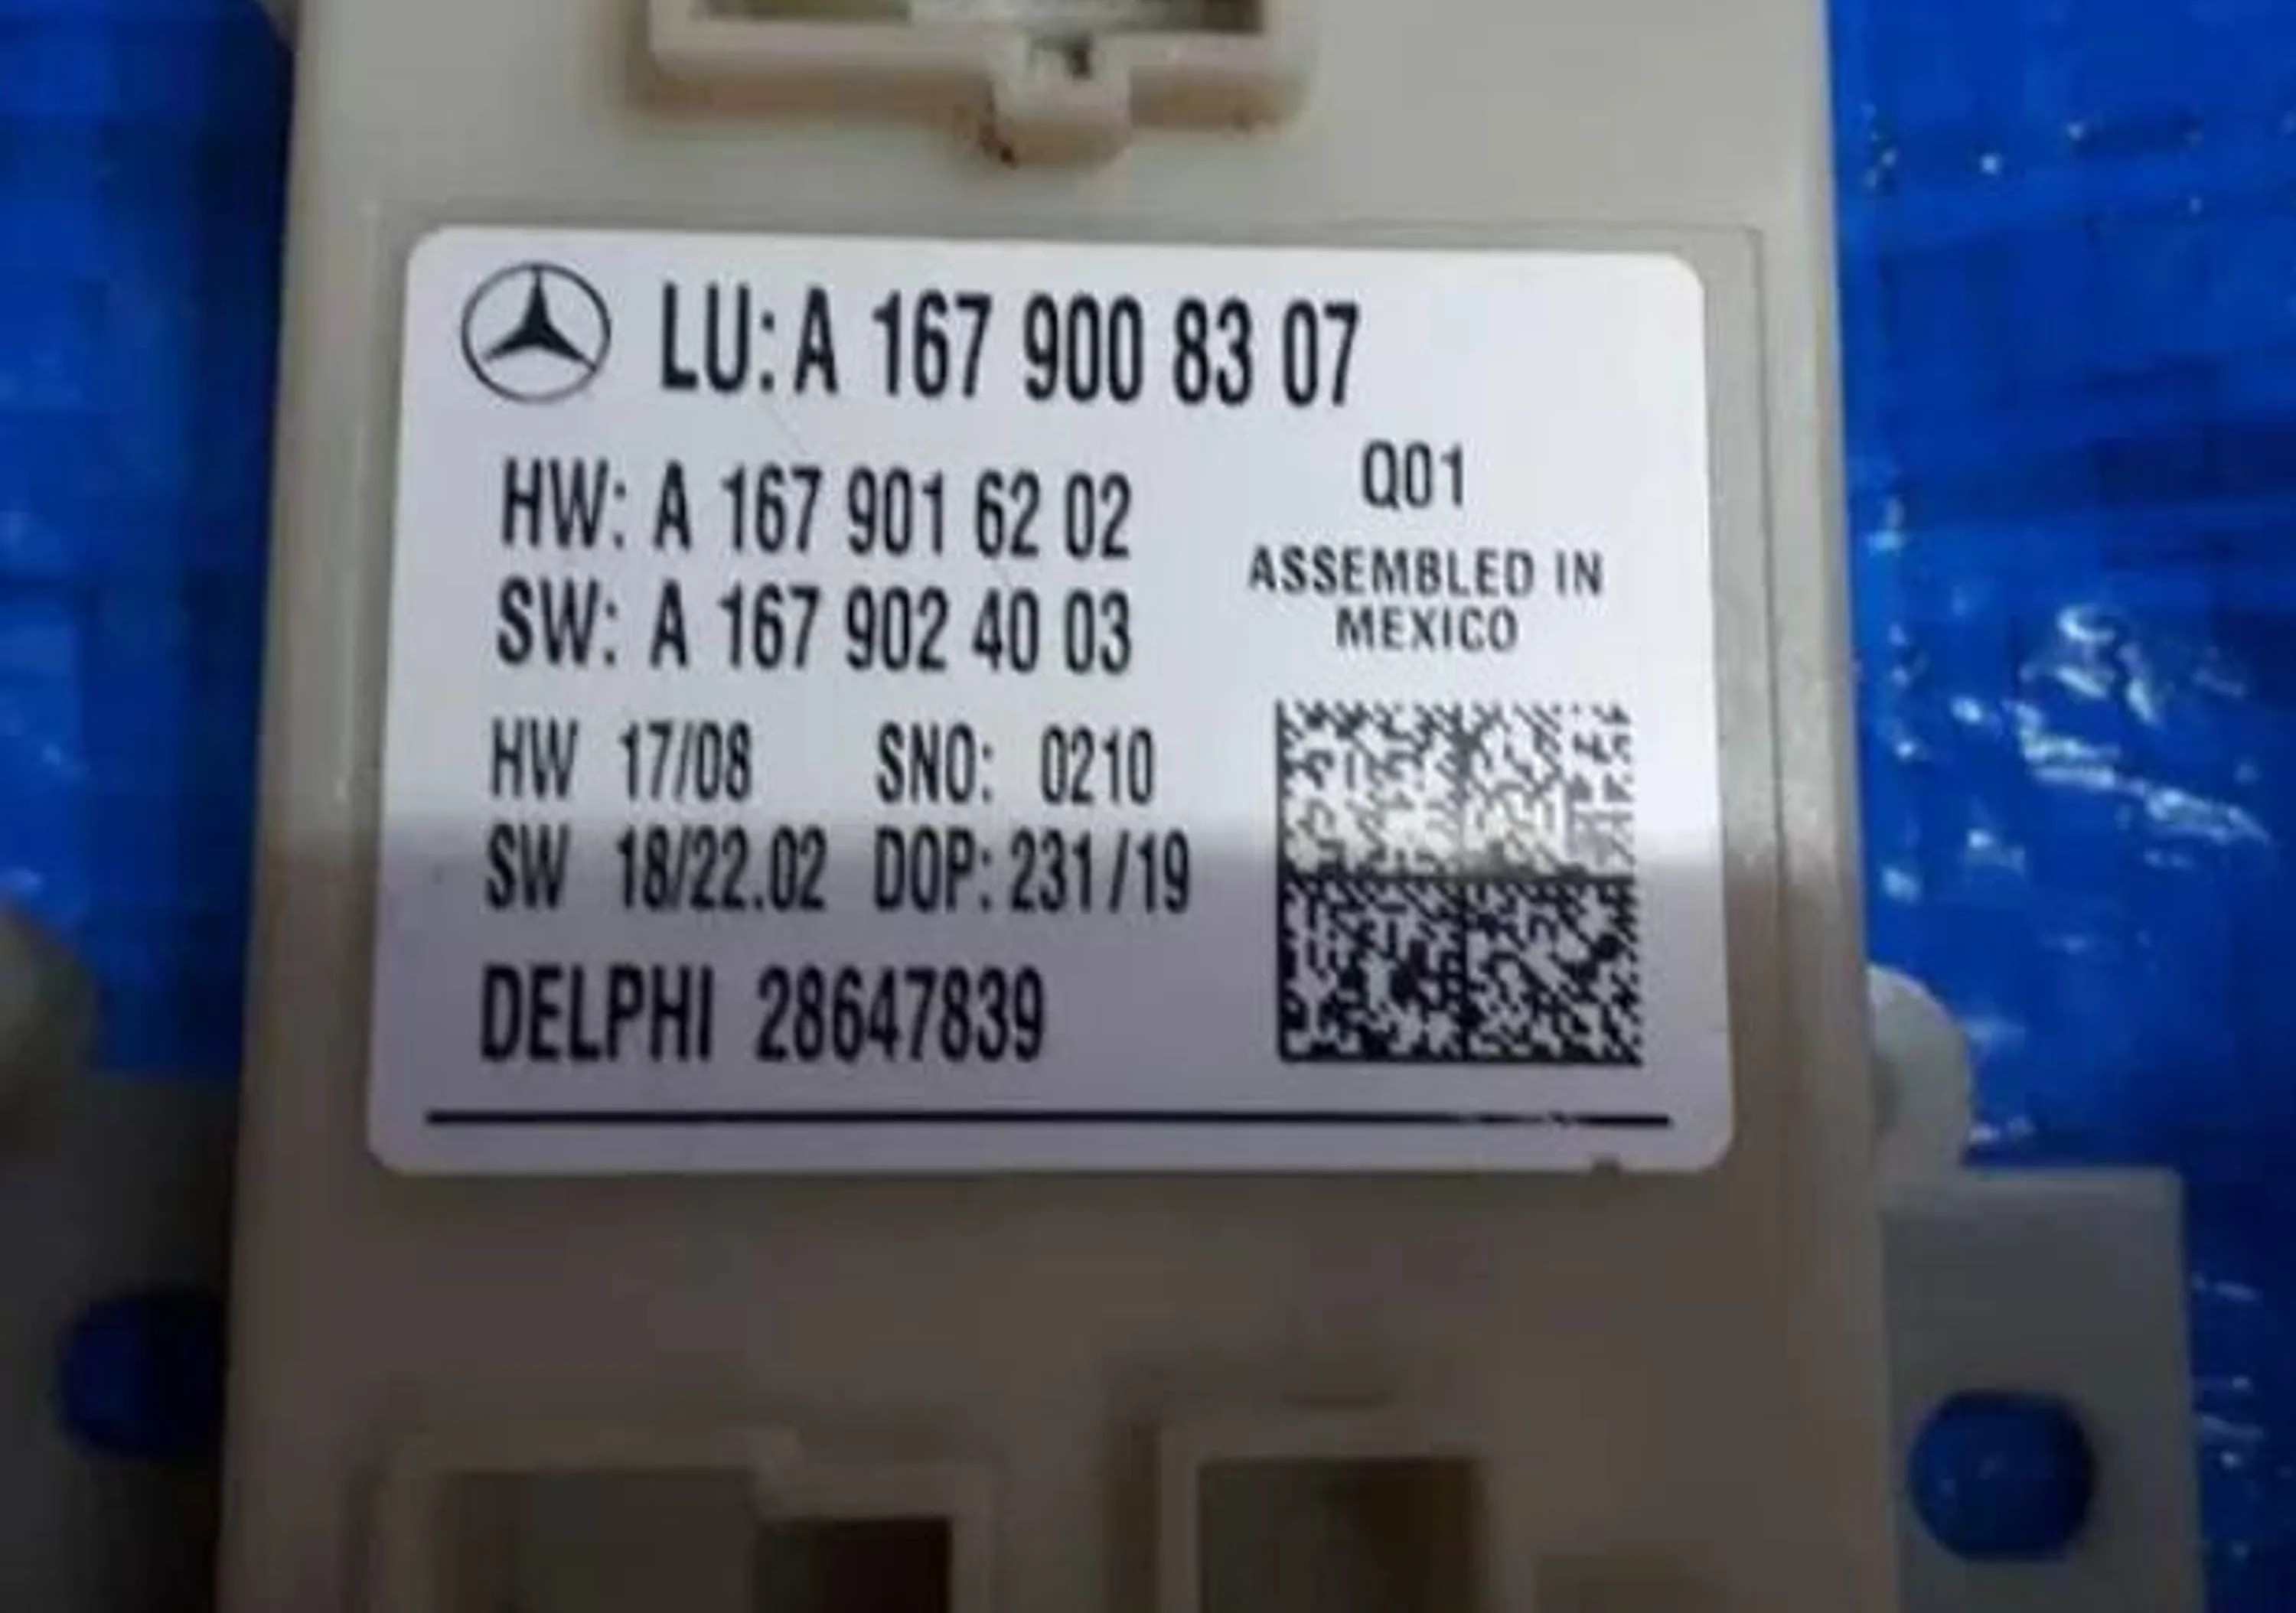 LU: A 167 900 83 07
HW: A 167 901 62 02
SW: A 167 902 40 03
Q01
ASSEMBLED IN
MEXICO
HW 17/08 SNO: 0210
SW 18/22.02 DOP: 231/19
DELPHI 28647839